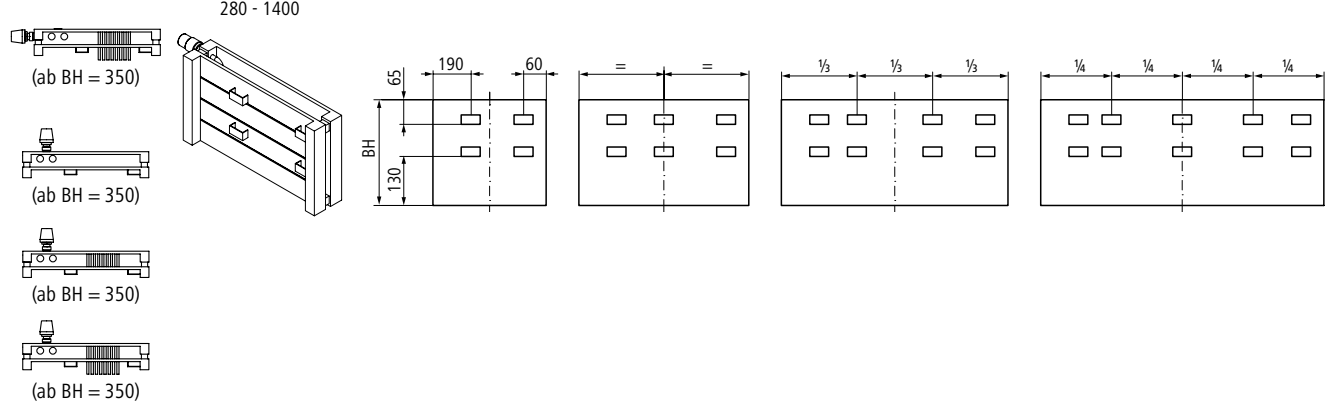 280 - 1400
(ab BH = 350)
(ab BH = 350)
(ab BH = 350)
(ab BH = 350)
190
60
65
BH
130
=
=
⅓
⅓
⅓
¼
¼
¼
¼